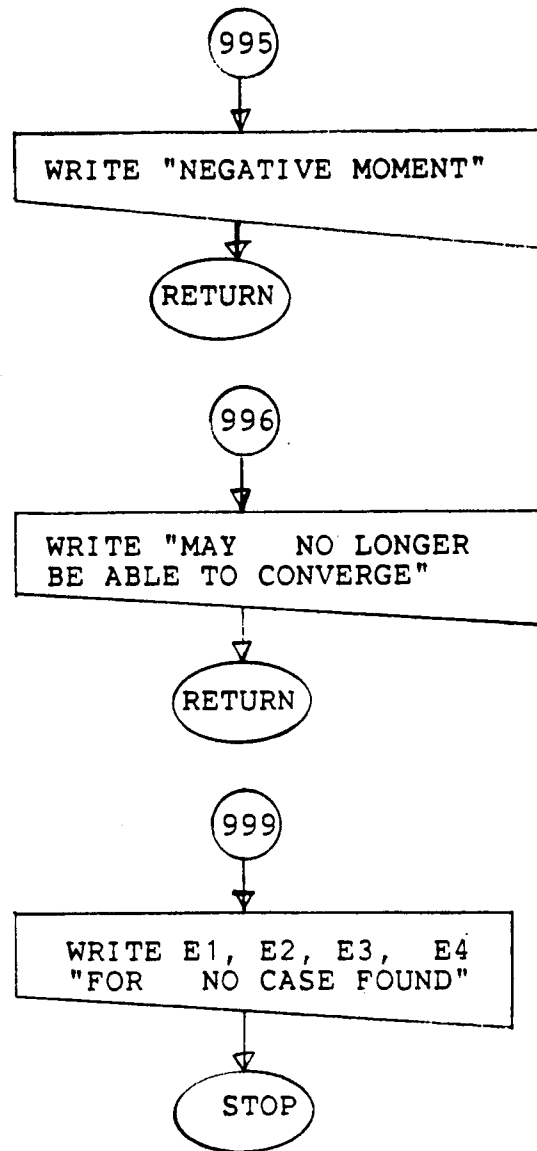 995
WRITE "NEGATIVE MOMENT"
RETURN
996
WRITE "MAY NO LONGER
BE ABLE TO CONVERGE"
RETURN
999
WRITE E1, E2, E3, E4
"FOR NO CASE FOUND"
STOP